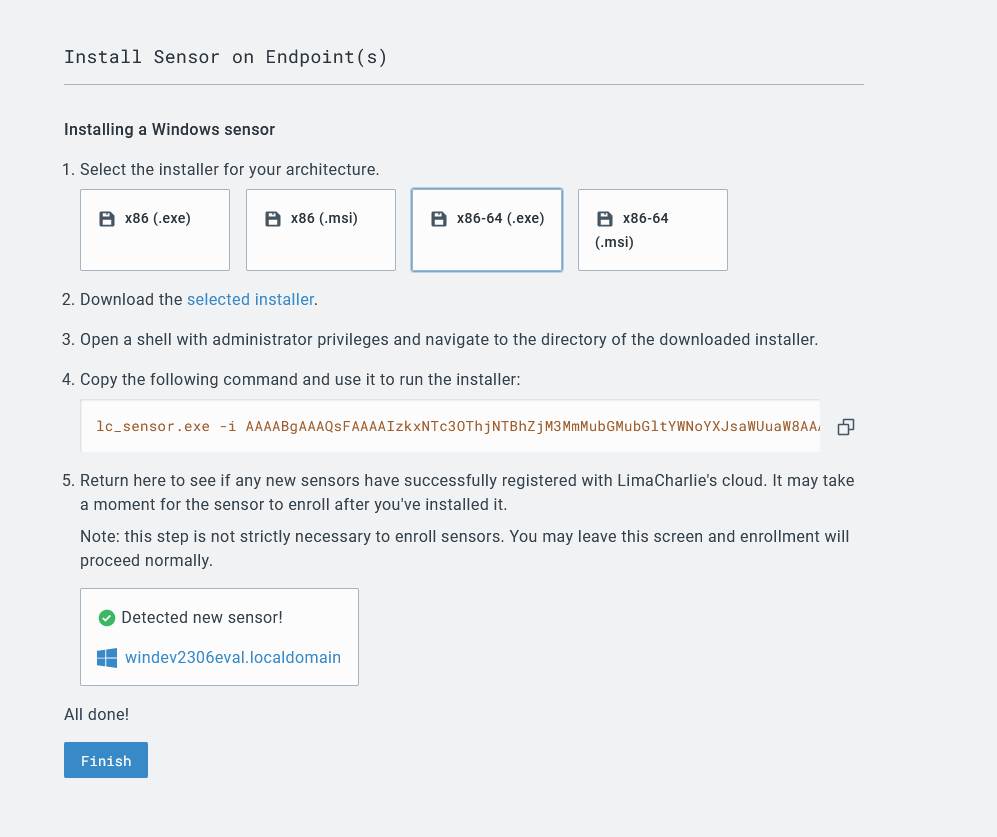 Install Sensor on Endpoint(s)
Installing a Windows sensor
1. Select the installer for your architecture.
x86 (.exe)
x86 (.msi)
x86-64 (.exe)
x86-64
(.msi)
2. Download the selected installer.
3. Open a shell with administrator privileges and navigate to the directory of the downloaded installer.
4. Copy the following command and use it to run the installer:
lc_sensor.exe -i AAAABgAAAQsFAAAAIzkxNTc3OThjNTBhZjM3MmMubGMubGltYWNoYXJsaWUuaW8AAA
5. Return here to see if any new sensors have successfully registered with LimaCharlie's cloud. It may take
a moment for the sensor to enroll after you've installed it.
Note: this step is not strictly necessary to enroll sensors. You may leave this screen and enrollment will
proceed normally.
Detected new sensor!
windev2306eval.localdomain
All done!
Finish